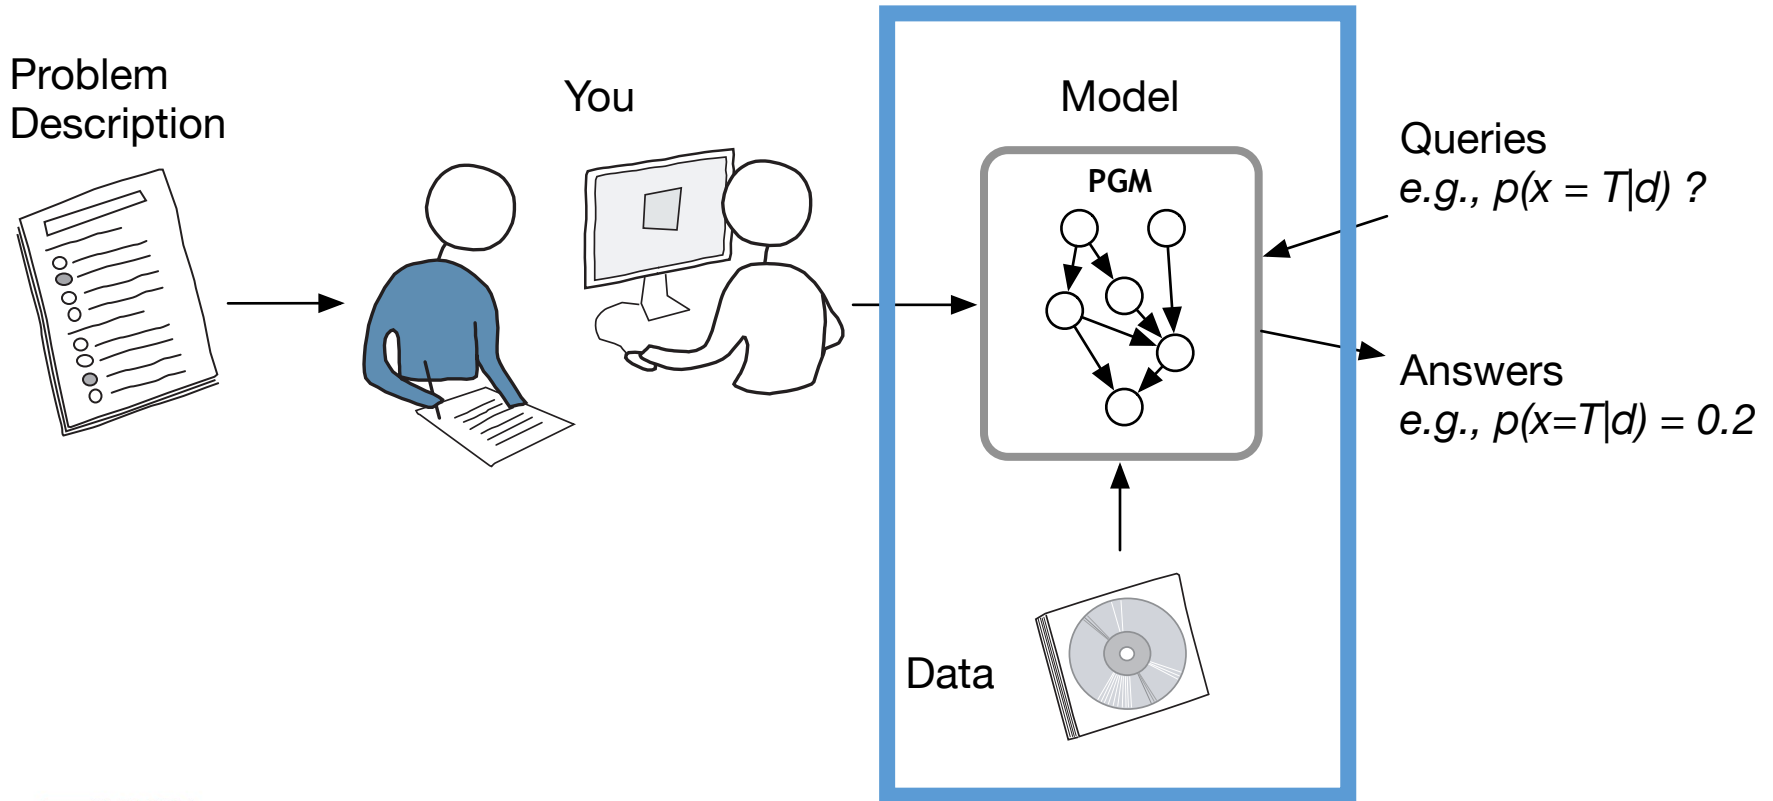 Problem
Description
You
Model
PGM
Queries
e.g., p(x = T|d) ?
Answers
e.g., p(x=T|d) = 0.2
Data